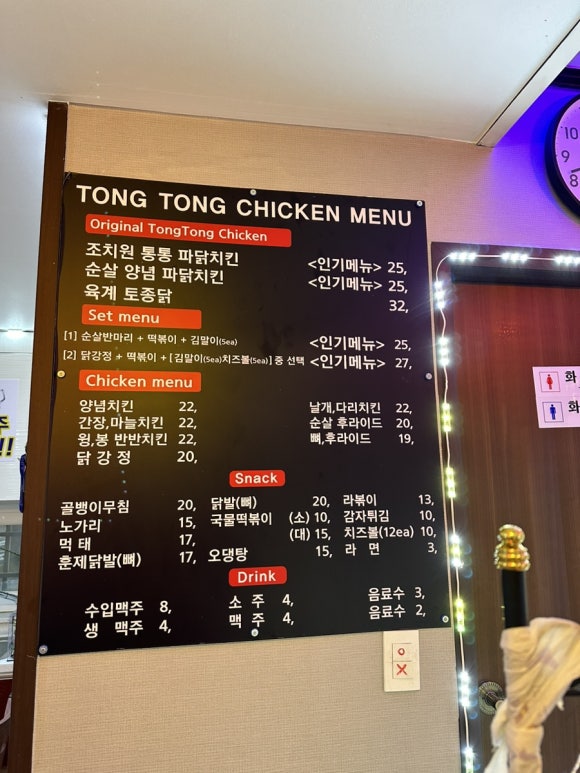 TONG TONG CHICKEN MENU
Original TongTong Chicken
조치원 통통 파닭치킨 <인기메뉴> 25,
순살 양념 파닭치킨 <인기메뉴> 25,
육계 토종닭 32,
Set menu
[1] 순살반마리 + 떡볶이 + 김말이(5ea) <인기메뉴> 25,
[2] 닭강정 + 떡볶이 + [김말이(5ea)치즈볼(5ea)] 중 선택 <인기메뉴> 27,
Chicken menu
양념치킨 22, 날개,다리치킨 22,
간장,마늘치킨 22, 순살 후라이드 20,
윙,봉 반반치킨 22, 뼈,후라이드 19,
닭 강 정 20,
Snack
골뱅이무침 20, 닭발(뼈) 20, 라볶이 13,
노가리 15, 국물떡볶이 (소) 10, 감자튀김 10,
먹 태 17, (대) 15, 치즈볼(12ea) 10,
훈제닭발(뼈) 17, 오뎅탕 15, 라 면 3,
Drink
수입맥주 8, 소 주 4, 음료수 3,
생 맥주 4, 맥 주 4, 음료수 2,
화
화
10
9
8
주
!!
O
X